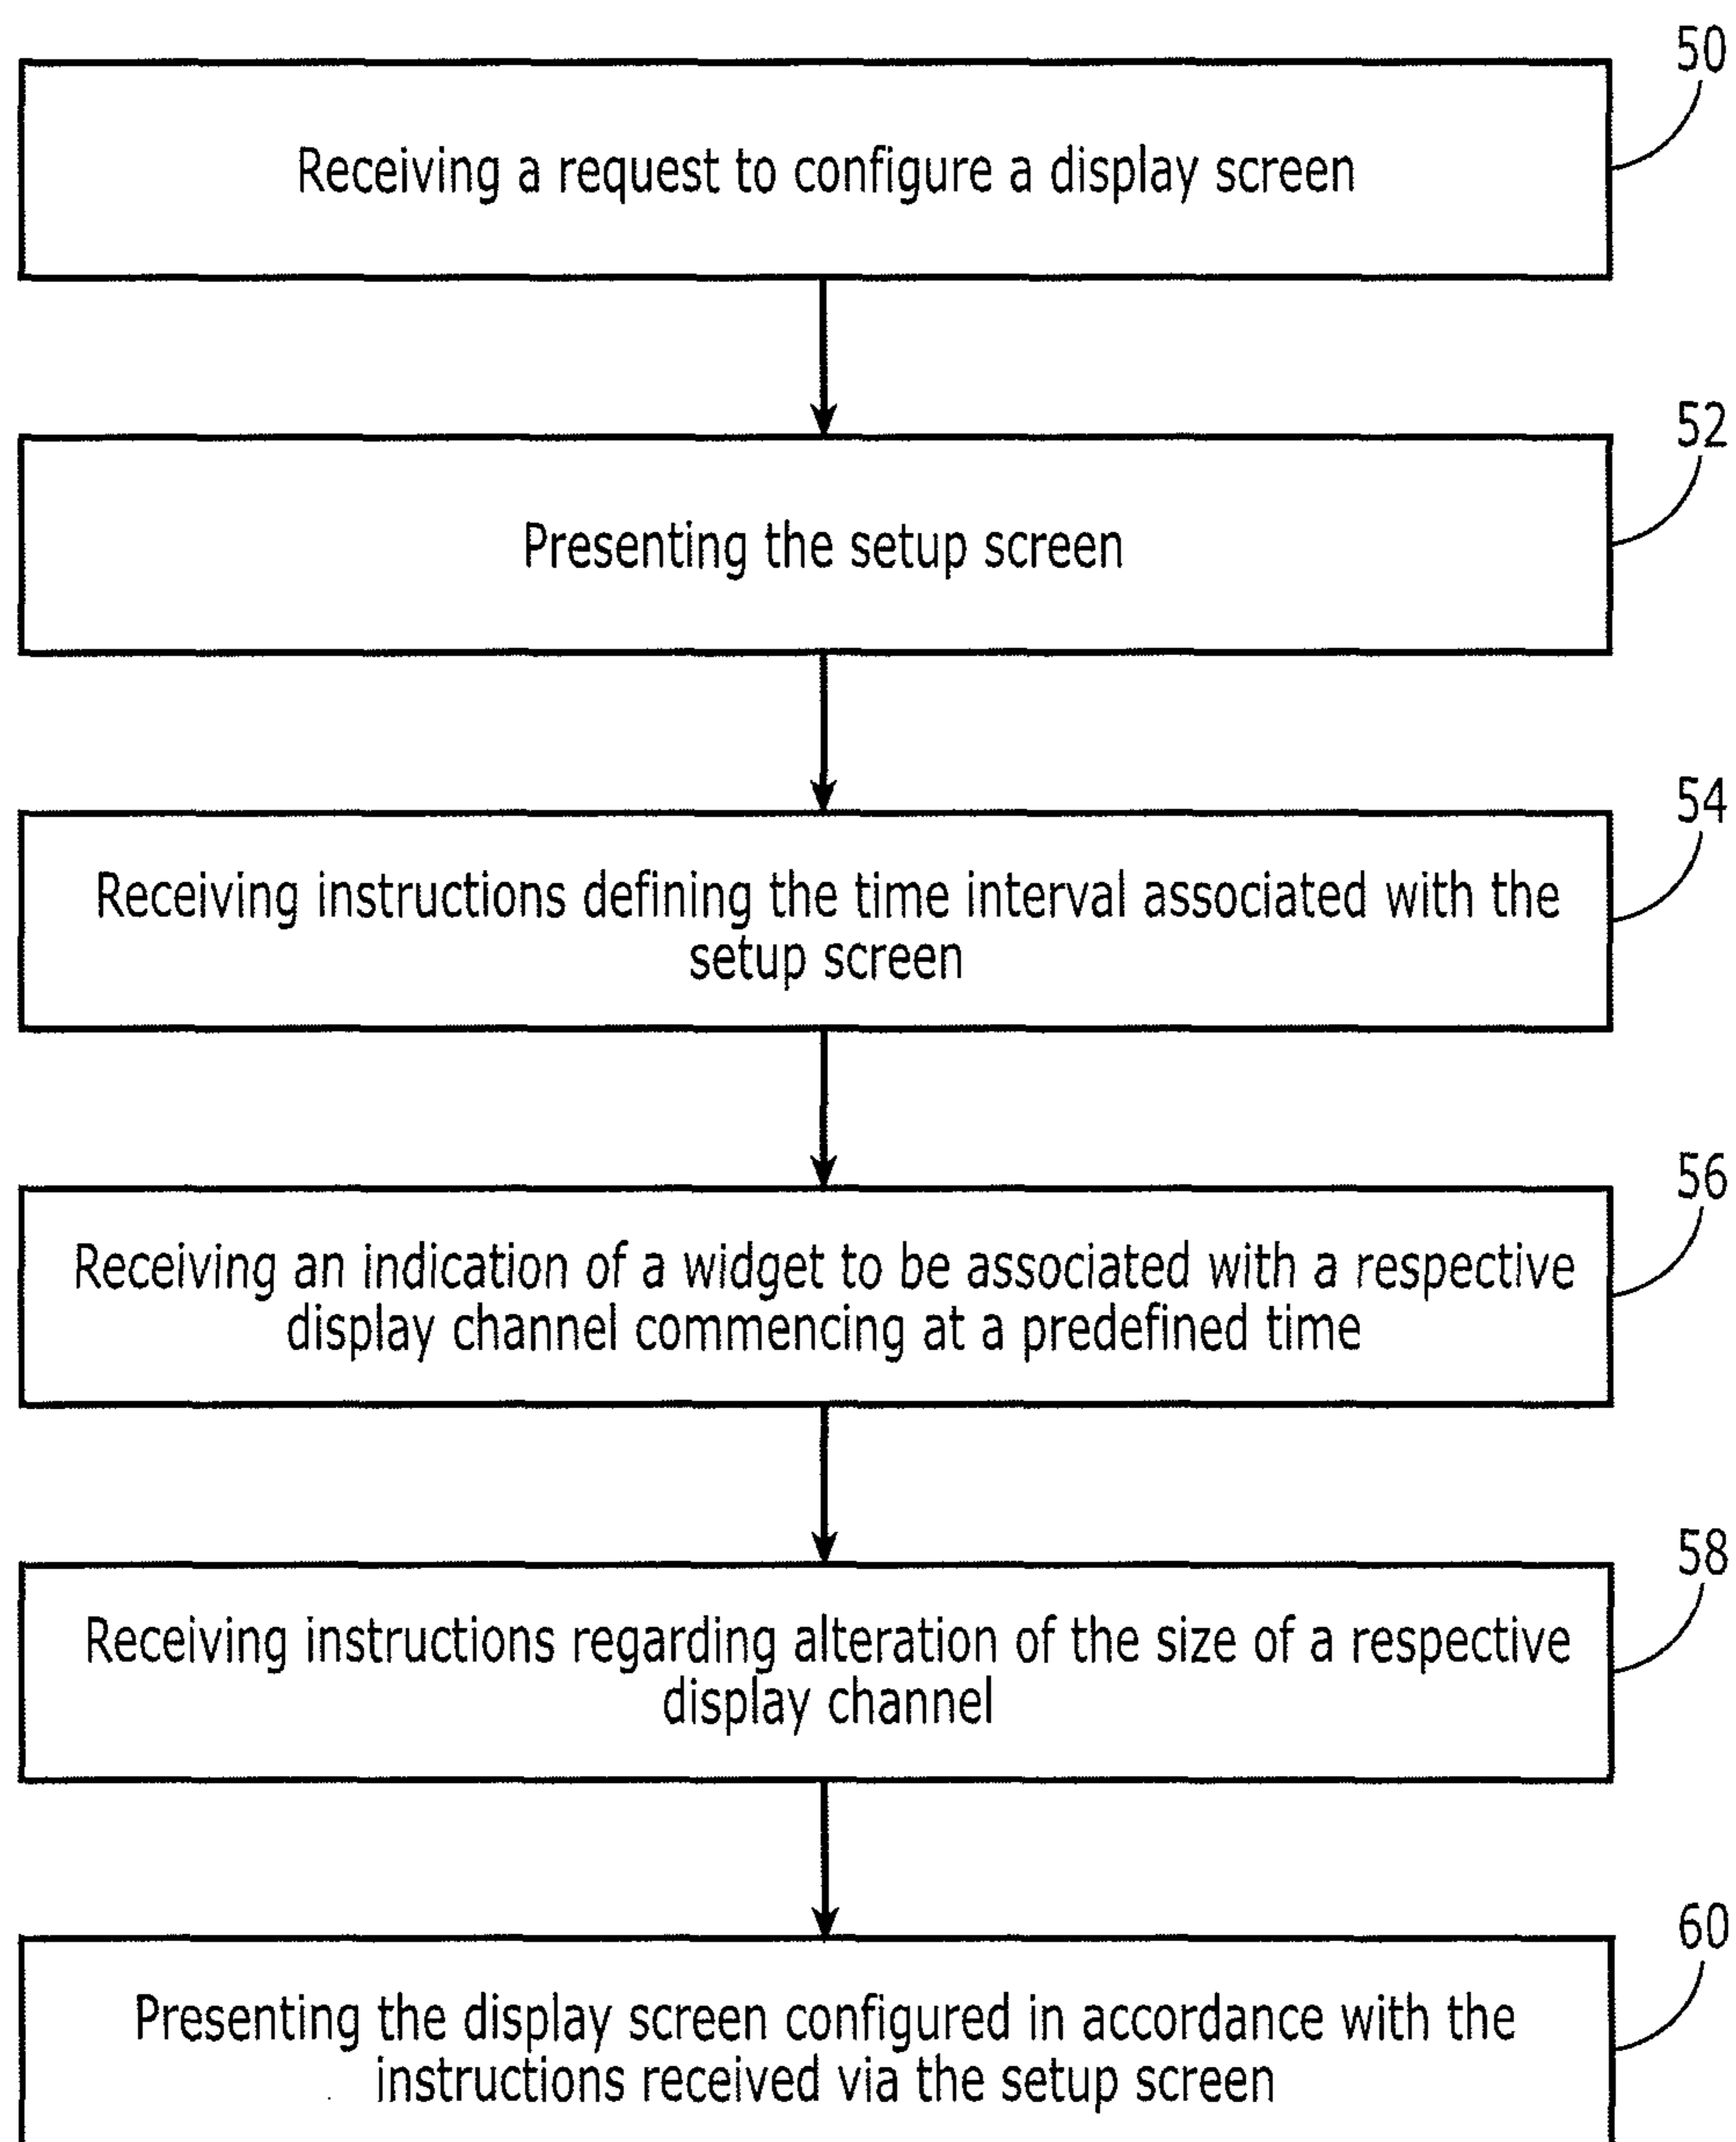 50
Receiving a request to configure a display screen
52
Presenting the setup screen
54
Receiving instructions defining the time interval associated with the
setup screen
56
Receiving an indication of a widget to be associated with a respective
display channel commencing at a predefined time
58
Receiving instructions regarding alteration of the size of a respective
display channel
60
Presenting the display screen configured in accordance with the
instructions received via the setup screen